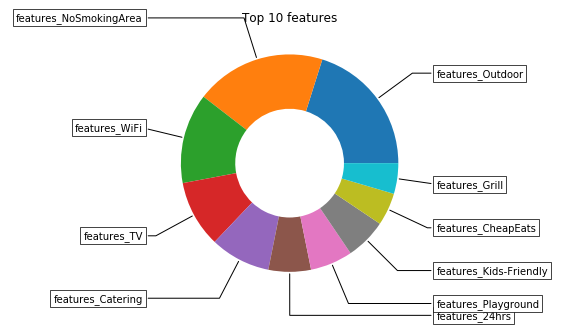 Top 10 features
features_NoSmokingArea
features_Outdoor
features_WiFi
features_Grill
features_CheapEats
features_TV
features_Kids-Friendly
features_Catering
features_Playground
features_24hrs